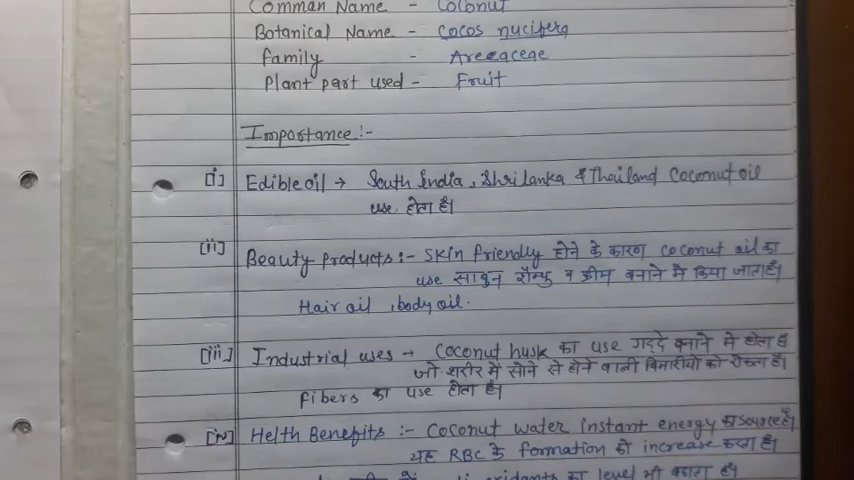 Comman Name - Coconut
Botanical Name - Cocos nucifera
Family - Arecaceae
Plant part used - Fruit
Importance :-
[i] Edible oil → South India, Shri lanka & Thailand Coconut oil
use होता है।
[ii] Beauty Products :- Skin friendly होने के कारण coconut oil का
use साबुन शैम्पु व क्रीम बनाने में किया जाता है।
Hair oil, body oil.
[iii] Industrial uses → Coconut husk का use गद्दे बनाने में होता है
जो शरीर में सोने से होने वाली बिमारीयो को रोकता है।
Fibers का use होता है।
[iv] Helth Benefits :- Coconut water instant energy का source है।
यह RBC के formation को increase करता है।
का level भी बढाता है।